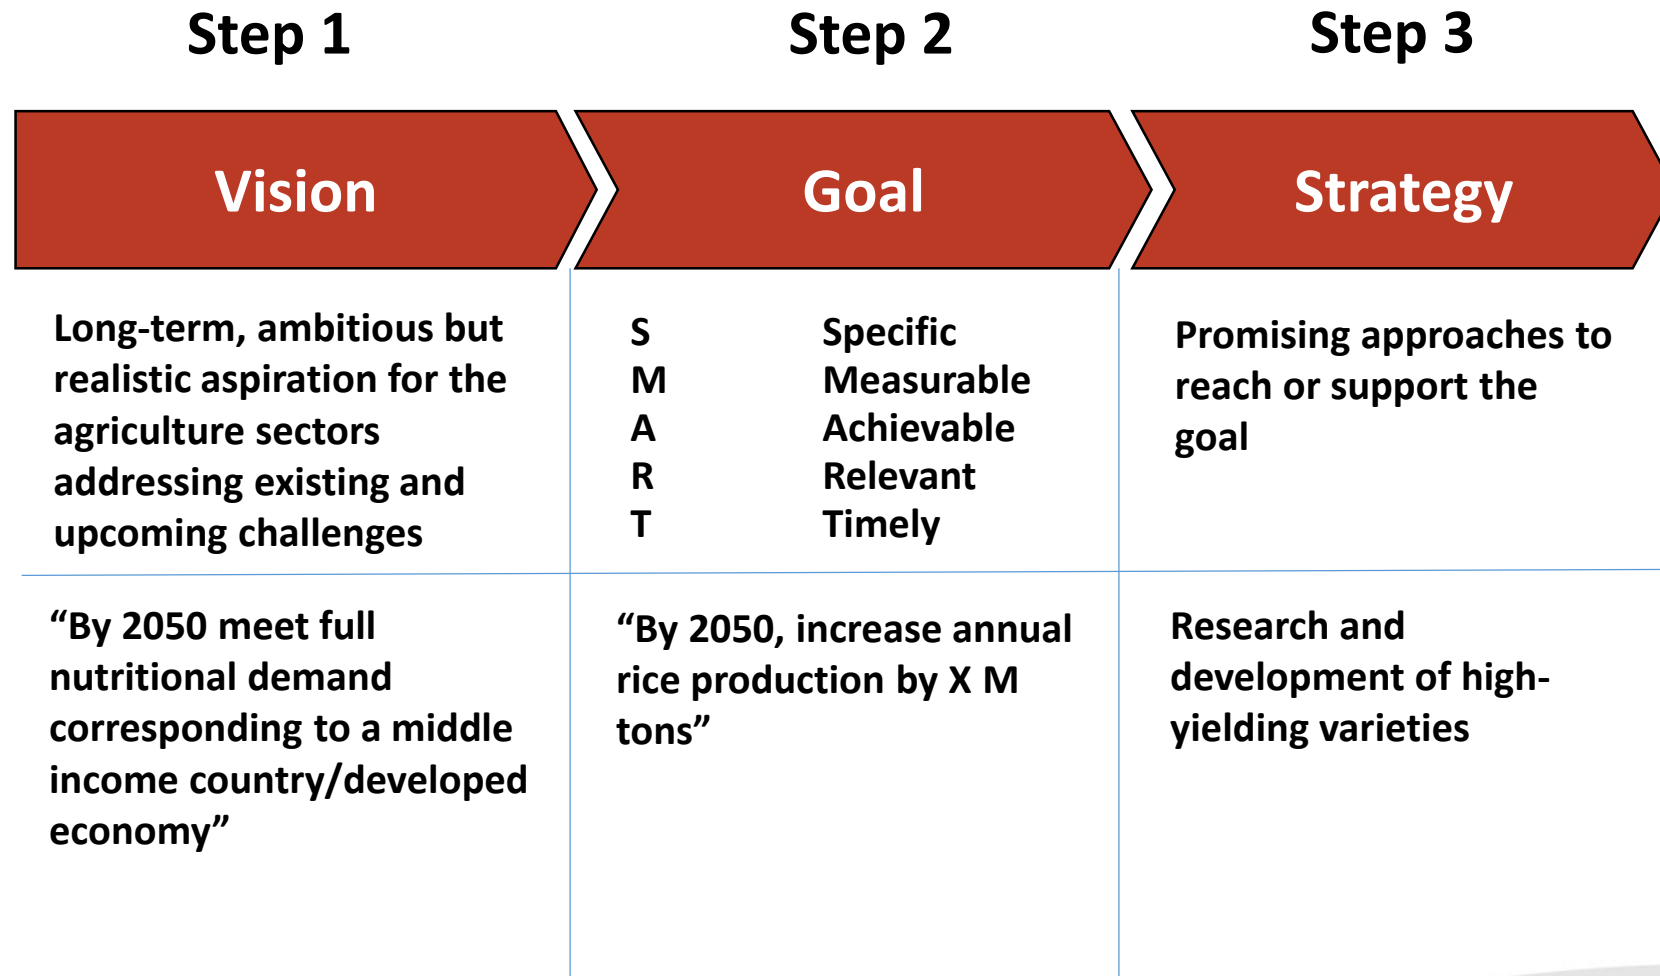 Step 1
Step 2
Step 3
Vision
Goal
Strategy
Long-term, ambitious but
realistic aspiration for the
agriculture sectors
addressing existing and
upcoming challenges
S Specific
M Measurable
A Achievable
R Relevant
T Timely
Promising approaches to
reach or support the
goal
“By 2050 meet full
nutritional demand
corresponding to a middle
income country/developed
economy”
“By 2050, increase annual
rice production by X M
tons”
Research and
development of high-
yielding varieties